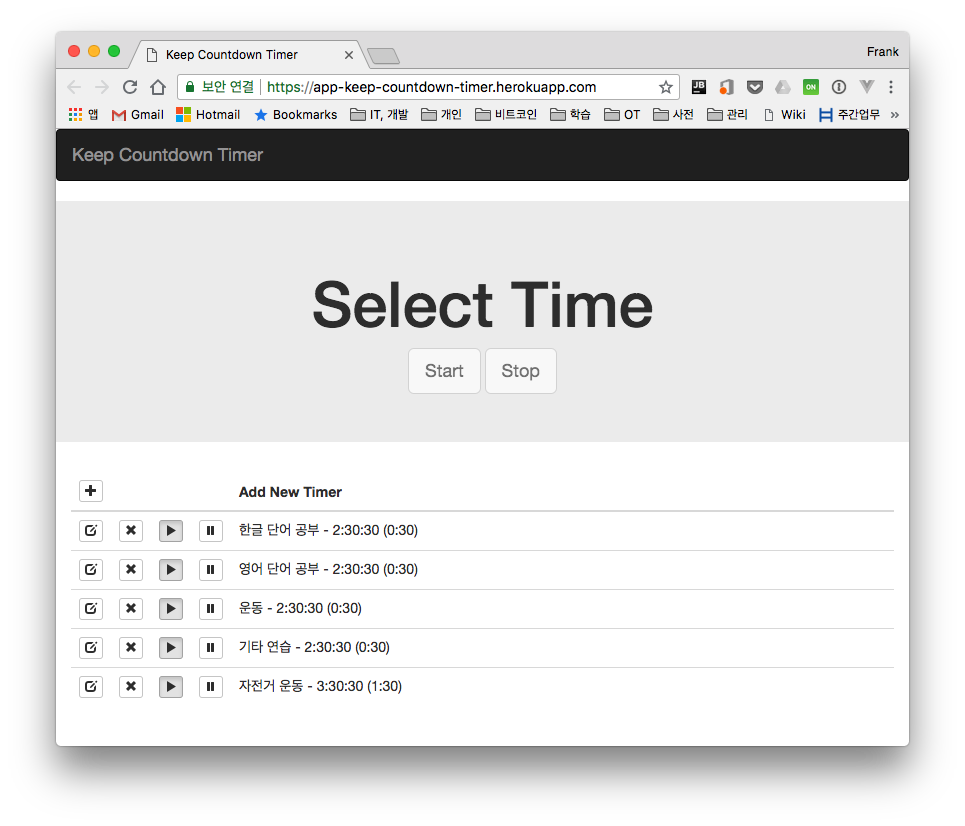 Keep Countdown Timer
Frank
보안 연결 https://app-keep-countdown-timer.herokuapp.com JB ON
앱 Gmail Hotmail Bookmarks IT, 개발 개인 비트코인 학습 OT 사전 관리 Wiki 주간업무 »
Keep Countdown Timer
Select Time
Start Stop
Add New Timer
한글 단어 공부 - 2:30:30 (0:30)
영어 단어 공부 - 2:30:30 (0:30)
운동 - 2:30:30 (0:30)
기타 연습 - 2:30:30 (0:30)
자전거 운동 - 3:30:30 (1:30)